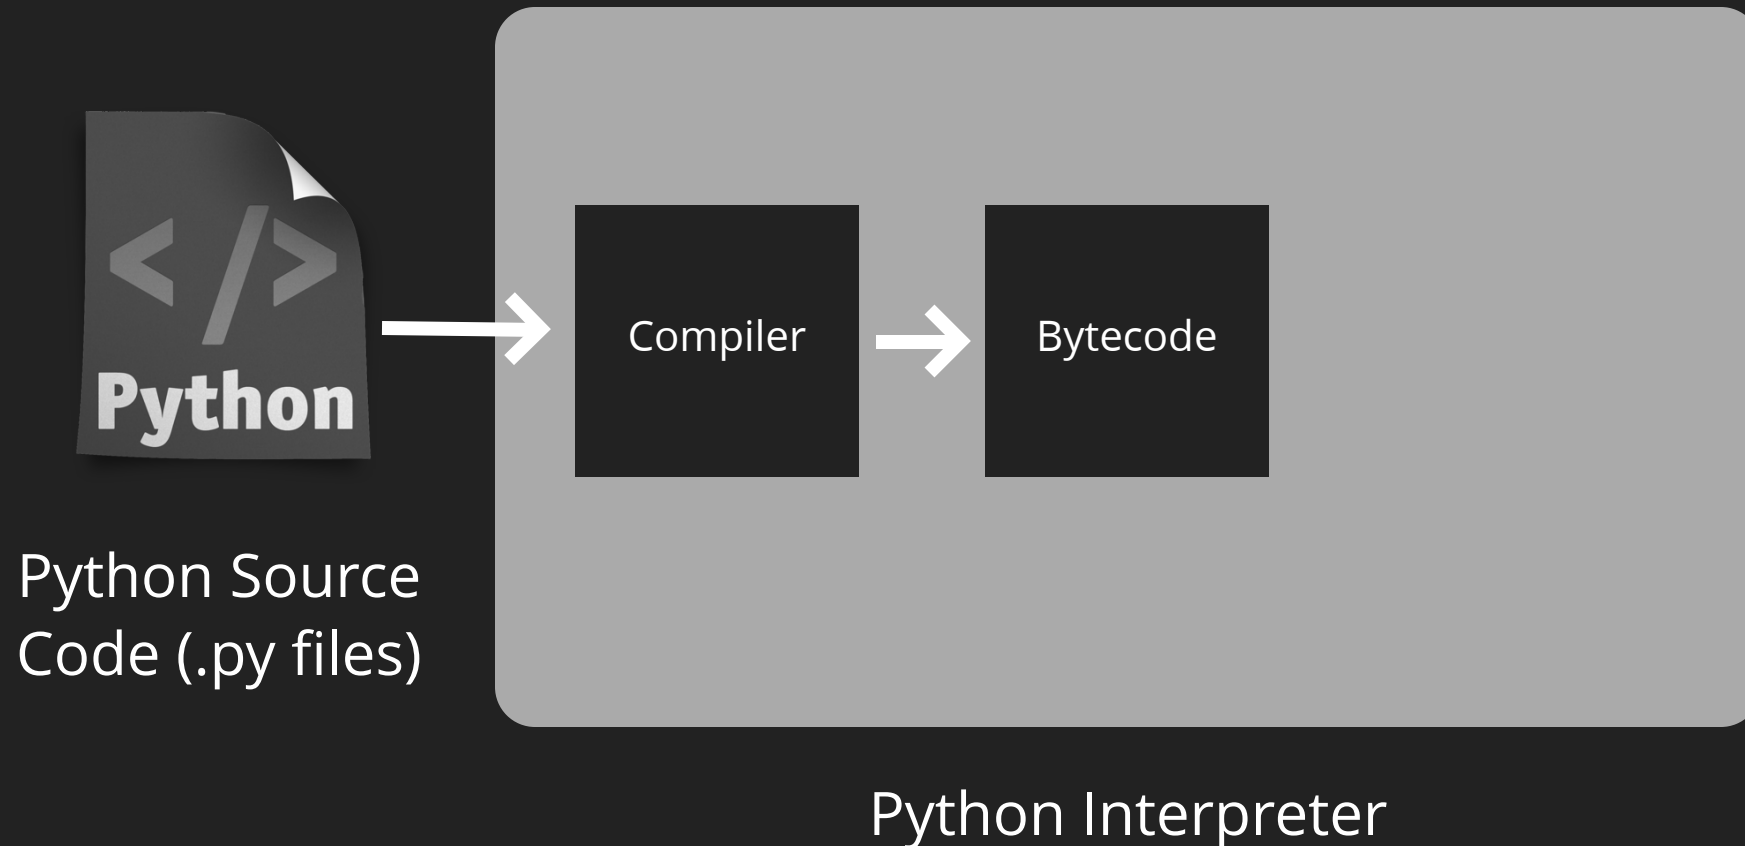 </>
Python
Python Source
Code (.py files)
Compiler
Bytecode
Python Interpreter